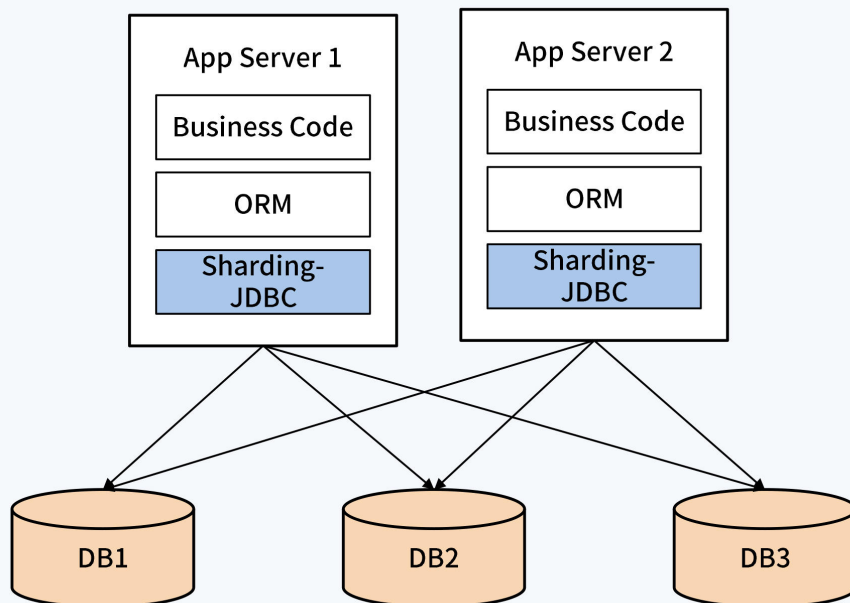 App Server 1
Business Code
ORM
Sharding-
JDBC
App Server 2
Business Code
ORM
Sharding-
JDBC
DB1
DB2
DB3